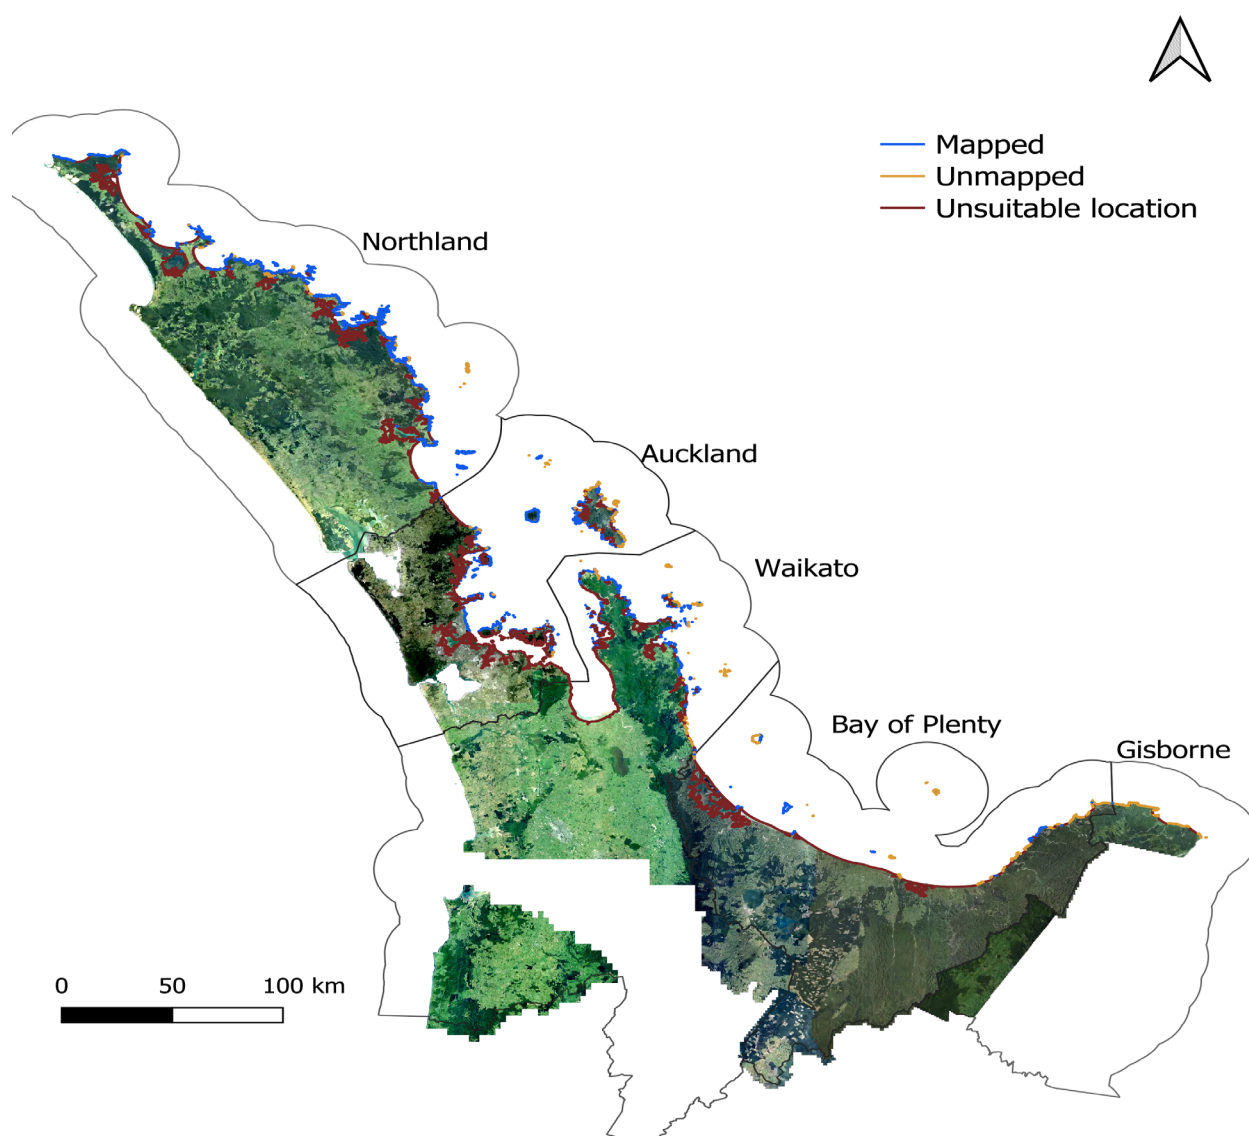 Mapped
Unmapped
Unsuitable location
Northland
Auckland
Waikato
Bay of Plenty
Gisborne
0 50 100 km